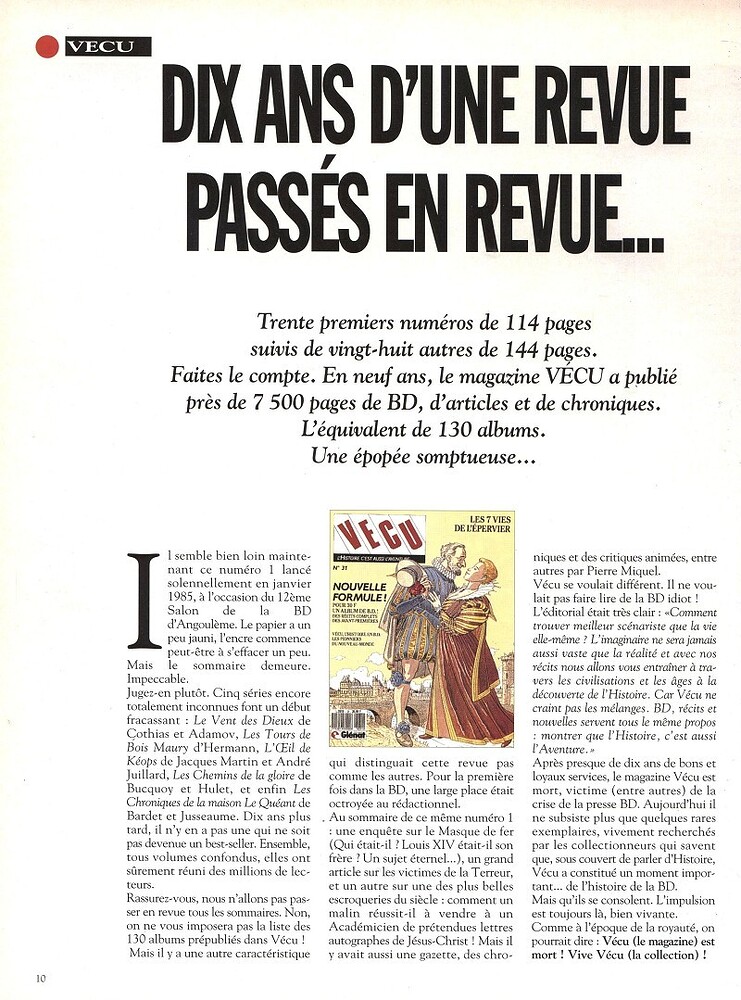 VECU
DIX ANS D'UNE REVUE
PASSÉS EN REVUE...
Trente premiers numéros de 114 pages
suivis de vingt-huit autres de 144 pages.
Faites le compte. En neuf ans, le magazine VÉCU a publié
près de 7 500 pages de BD, d'articles et de chroniques.
L'équivalent de 130 albums.
Une épopée somptueuse...
Il semble bien loin mainte-
nant ce numéro 1 lancé
solennellement en janvier
1985, à l'occasion du 12ème
Salon de la BD
d'Angoulême. Le papier a un
peu jauni, l'encre commence
peut-être à s'effacer un peu.
Mais le sommaire demeure.
Impeccable.
Jugez-en plutôt. Cinq séries encore
totalement inconnues font un début
fracassant : Le Vent des Dieux de
Cothias et Adamov, Les Tours de
Bois Maury d'Hermann, L'Œil de
Kéops de Jacques Martin et André
Juillard, Les Chemins de la gloire de
Bucquoy et Hulet, et enfin Les
Chroniques de la maison Le Quéant de
Bardet et Jusseaume. Dix ans plus
tard, il n'y en a pas une qui ne soit
pas devenue un best-seller. Ensemble,
tous volumes confondus, elles ont
sûrement réuni des millions de lec-
teurs.
Rassurez-vous, nous n'allons pas pas-
ser en revue tous les sommaires. Non,
on ne vous imposera pas la liste des
130 albums prépubliés dans Vécu !
Mais il y a une autre caractéristique
VECU
L'HISTOIRE C'EST AUSSI L'AVENTURE
LES 7 VIES
DE L'ÉPERVIER
N° 31
NOUVELLE
FORMULE !
POUR 30 F
UN ALBUM DE B.D. !
DES RÉCITS COMPLETS
DES AVANT-PREMIÈRES
VÉCU, L'HISTOIRE EN B.D.
LES PIONNIERS
DU NOUVEAU-MONDE
Glénat
qui distinguait cette revue pas
comme les autres. Pour la première
fois dans la BD, une large place était
octroyée au rédactionnel.
Au sommaire de ce même numéro 1
: une enquête sur le Masque de fer
(Qui était-il ? Louis XIV était-il son
frère ? Un sujet éternel...), un grand
article sur les victimes de la Terreur,
et un autre sur une des plus belles
escroqueries du siècle : comment un
malin réussit-il à vendre à un
Académicien de prétendues lettres
autographes de Jésus-Christ ! Mais il
y avait aussi une gazette, des chro-
niques et des critiques animées, entre
autres par Pierre Miquel.
Vécu se voulait différent. Il ne vou-
lait pas faire lire de la BD idiot !
L'éditorial était très clair : «Comment
trouver meilleur scénariste que la vie
elle-même ? L'imaginaire ne sera jamais
aussi vaste que la réalité et avec nos
récits nous allons vous entraîner à tra-
vers les civilisations et les âges à la
découverte de l'Histoire. Car Vécu ne
craint pas les mélanges. BD, récits et
nouvelles servent tous le même propos
: montrer que l'Histoire, c'est aussi
l'Aventure.»
Après presque de dix ans de bons et
loyaux services, le magazine Vécu est
mort, victime (entre autres) de la
crise de la presse BD. Aujourd'hui il
ne subsiste plus que quelques rares
exemplaires, vivement recherchés
par les collectionneurs qui savent
que, sous couvert de parler d'Histoire,
Vécu a constitué un moment impor-
tant... de l'histoire de la BD.
Mais qu'ils se consolent. L'impulsion
est toujours là, bien vivante.
Comme à l'époque de la royauté, on
pourrait dire : Vécu (le magazine) est
mort ! Vive Vécu (la collection) !
10